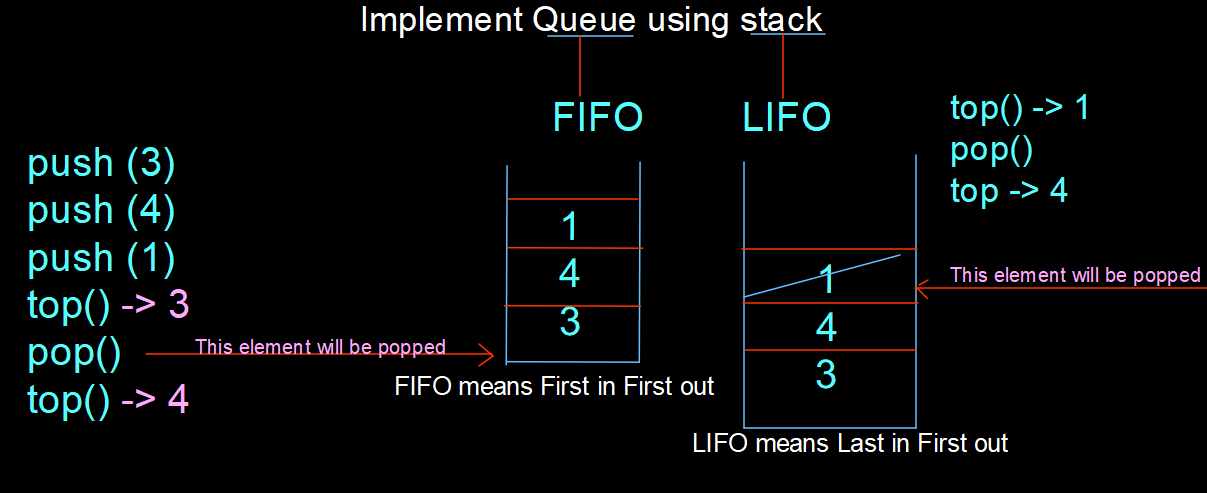 Implement Queue using stack
FIFO
LIFO
push (3)
push (4)
push (1)
top() -> 3
pop()
top() -> 4
This element will be popped
1
4
3
FIFO means First in First out
1
4
3
LIFO means Last in First out
top() -> 1
pop()
top -> 4
This element will be popped